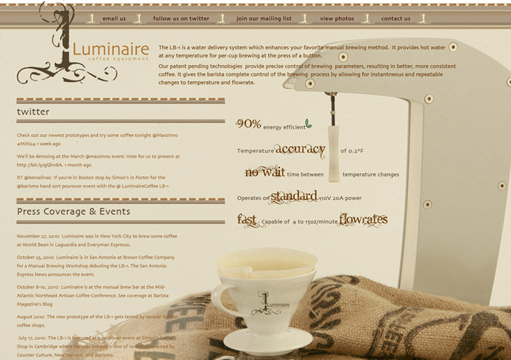 email us
follow us on twitter
join our mailing list
view photos
contact us
1
Luminaire
coffee equipment
The LB-1 is a water delivery system which enhances your favorite manual brewing method. It provides hot water
at any temperature for per-cup brewing at the press of a button.
Our patent pending technologies provide precise control of brewing parameters, resulting in better, more consistent
coffee. It gives the barista complete control of the brewing process by allowing for instantaneous and repeatable
changes to temperature and flowrate.
twitter
Check out our newest prototypes and try some coffee tonight @Massimo
1 week ago
We'll be demoing at the March @massimo event. Vote for us to present at
1 month ago
RT @bessalinas: If you're in Boston stop by Simon's in Porter for the
@barismo hand sort pourover event with the @LuminaireCoffee LB-1.
Press Coverage & Events
November 27, 2010: Luminaire was in New York City to brew some coffee
at World Bean in Laguardia and Everyman Espresso.
October 23, 2010: Luminaire is in San Antonio at Brown Coffee Company
for a Manual Brewing Workshop debuting the LB-1. The San Antonio
Express News announces the event.
October 8-10, 2010: Luminaire is at the manual brew bar at the Mid-
Atlantic Northeast Artisan Coffee Conference. See coverage at Barista
Magazine's Blog
August 2010: The new prototype of the LB-1 gets tested by several
coffee shops.
July 17, 2010: The LB-1 is featured at a pourover event at Simon's Coffee
Shop in Cambridge
Counter Culture, New Harvest, and Barismo.
90% energy efficient
Temperature accuracy of 0.2°F
no wait time between temperature changes
Operates on standard 110V 20A power
fast Capable of 4 to 15oz/minute flowrates
1
Luminaire